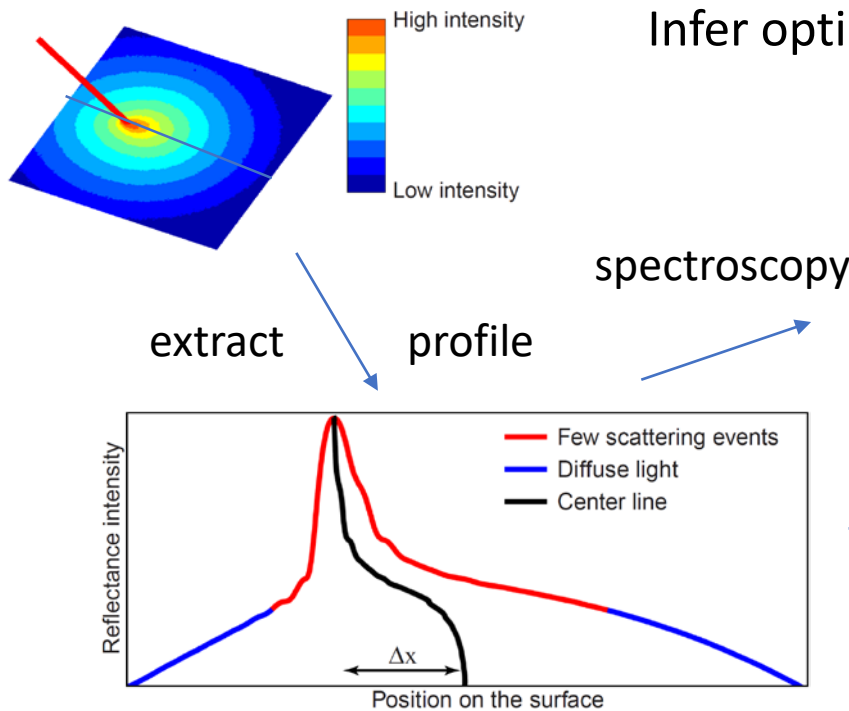 High intensity
Infer opti
Low intensity
spectroscopy
extract profile
Few scattering events
Diffuse light
Center line
Reflectance intensity
Δx
Position on the surface